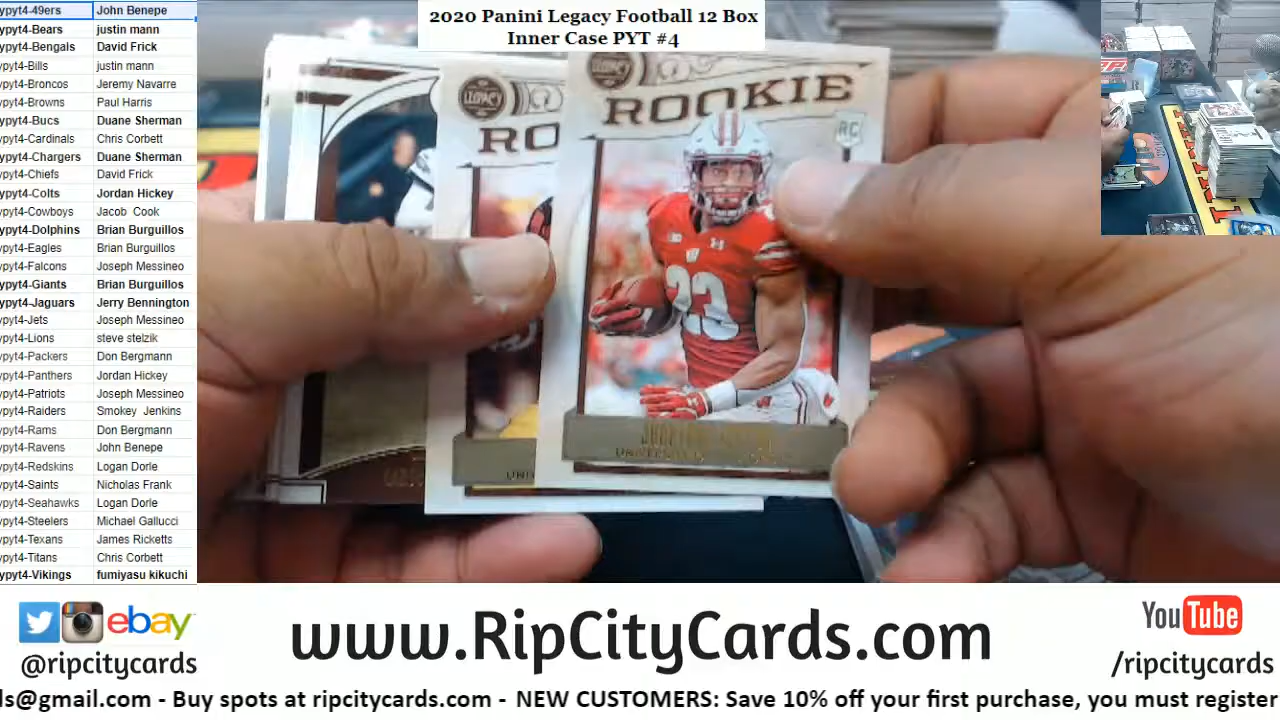 ypyt4-49ers John Benepe
ypyt4-Bears justin mann
ypyt4-Bengals David Frick
ypyt4-Bills justin mann
ypyt4-Broncos Jeremy Navarre
ypyt4-Browns Paul Harris
ypyt4-Bucs Duane Sherman
ypyt4-Cardinals Chris Corbett
ypyt4-Chargers Duane Sherman
ypyt4-Chiefs David Frick
ypyt4-Colts Jordan Hickey
ypyt4-Cowboys Jacob Cook
ypyt4-Dolphins Brian Burguillos
ypyt4-Eagles Brian Burguillos
ypyt4-Falcons Joseph Messineo
ypyt4-Giants Brian Burguillos
ypyt4-Jaguars Jerry Bennington
ypyt4-Jets Joseph Messineo
ypyt4-Lions steve stelzik
ypyt4-Packers Don Bergmann
ypyt4-Panthers Jordan Hickey
ypyt4-Patriots Joseph Messineo
ypyt4-Raiders Smokey Jenkins
ypyt4-Rams Don Bergmann
ypyt4-Ravens John Benepe
ypyt4-Redskins Logan Dorle
ypyt4-Saints Nicholas Frank
ypyt4-Seahawks Logan Dorle
ypyt4-Steelers Michael Gallucci
ypyt4-Texans James Ricketts
ypyt4-Titans Chris Corbett
ypyt4-Vikings fumiyasu kikuchi
2020 Panini Legacy Football 12 Box
Inner Case PYT #4
LEGACY
RO
UNI
LEGACY
ROOKIE
RC
W
23
ebay
@ripcitycards
www.RipCityCards.com
YouTube
/ripcitycards
ds@gmail.com - Buy spots at ripcitycards.com - NEW CUSTOMERS: Save 10% off your first purchase, you must register